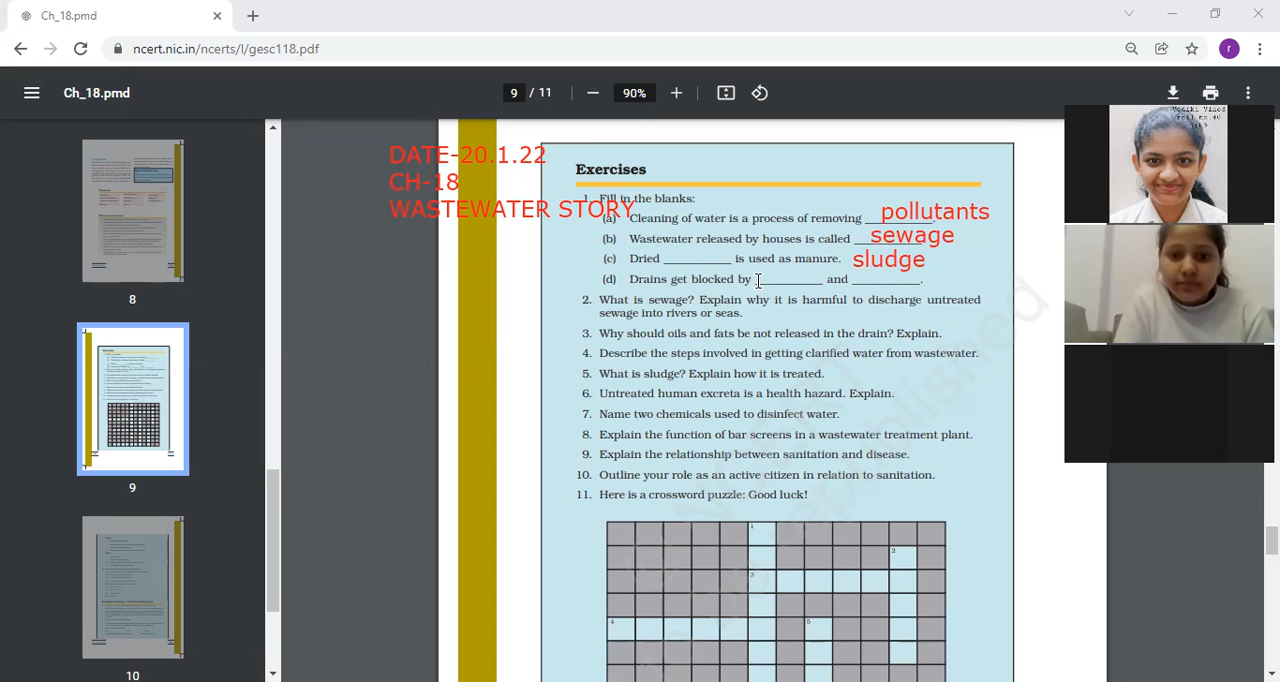 Ch_18.pmd
ncert.nic.in/ncerts/l/gesc118.pdf
r
Ch_18.pmd
9 / 11
90%
8
9
10
DATE-20.1.22
CH-18
WASTEWATER STORY
Exercises
1. Fill in the blanks:
(a) Cleaning of water is a process of removing ________. pollutants
(b) Wastewater released by houses is called ________. sewage
(c) Dried ________ is used as manure. sludge
(d) Drains get blocked by ________ and ________.
2. What is sewage? Explain why it is harmful to discharge untreated
sewage into rivers or seas.
3. Why should oils and fats be not released in the drain? Explain.
4. Describe the steps involved in getting clarified water from wastewater.
5. What is sludge? Explain how it is treated.
6. Untreated human excreta is a health hazard. Explain.
7. Name two chemicals used to disinfect water.
8. Explain the function of bar screens in a wastewater treatment plant.
9. Explain the relationship between sanitation and disease.
10. Outline your role as an active citizen in relation to sanitation.
11. Here is a crossword puzzle: Good luck!
1
2
3
4 5
roll no.40